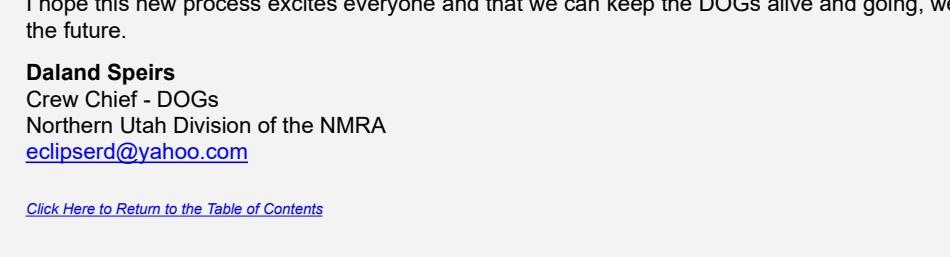 I hope this new process excites everyone and that we can keep the DOGs alive and going, we
the future.
Daland Speirs
Crew Chief - DOGs
Northern Utah Division of the NMRA
eclipserd@yahoo.com
Click Here to Return to the Table of Contents